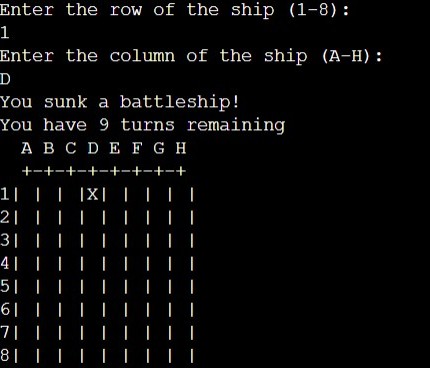 Enter the row of the ship (1-8):
1
Enter the column of the ship (A-H):
D
You sunk a battleship!
You have 9 turns remaining
  A B C D E F G H
  +-+-+-+-+-+-+-+
1| | | |X| | | | |
2| | | | | | | | |
3| | | | | | | | |
4| | | | | | | | |
5| | | | | | | | |
6| | | | | | | | |
7| | | | | | | | |
8| | | | | | | | |